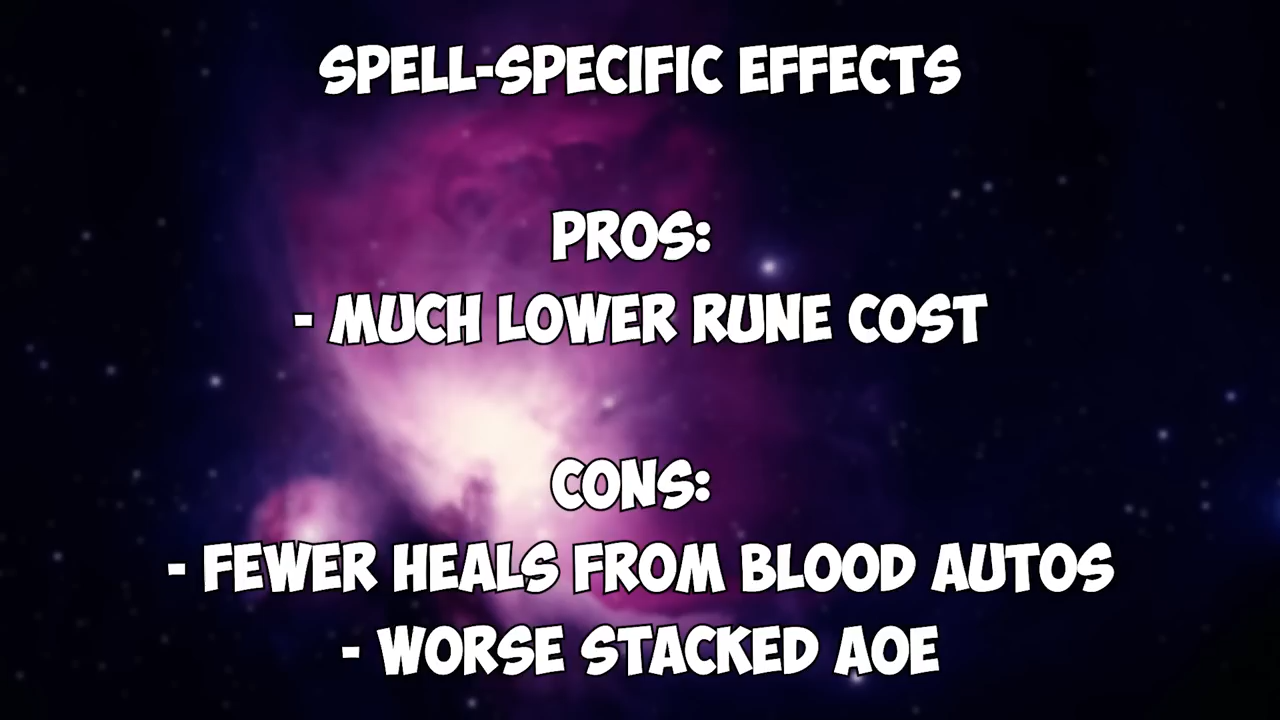 SPELL-SPECIFIC EFFECTS
PROS:
- MUCH LOWER RUNE COST
CONS:
- FEWER HEALS FROM BLOOD AUTOS
- WORSE STACKED AOE